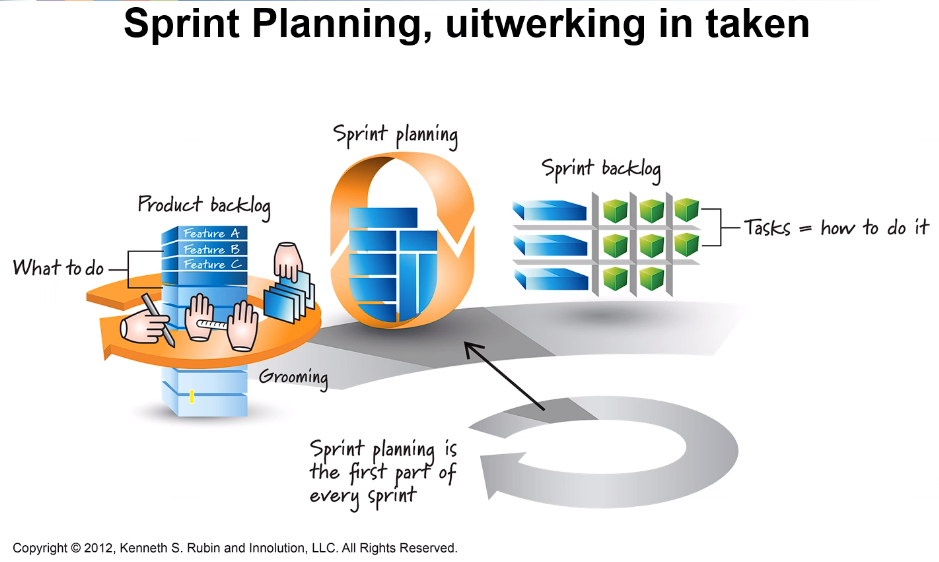 Sprint Planning, uitwerking in taken
Sprint planning
Sprint backlog
Product backlog
Feature A
Feature B
Feature C
What to do
Tasks = how to do it
Grooming
Sprint planning is
the first part of
every sprint
Copyright © 2012, Kenneth S. Rubin and Innolution, LLC. All Rights Reserved.